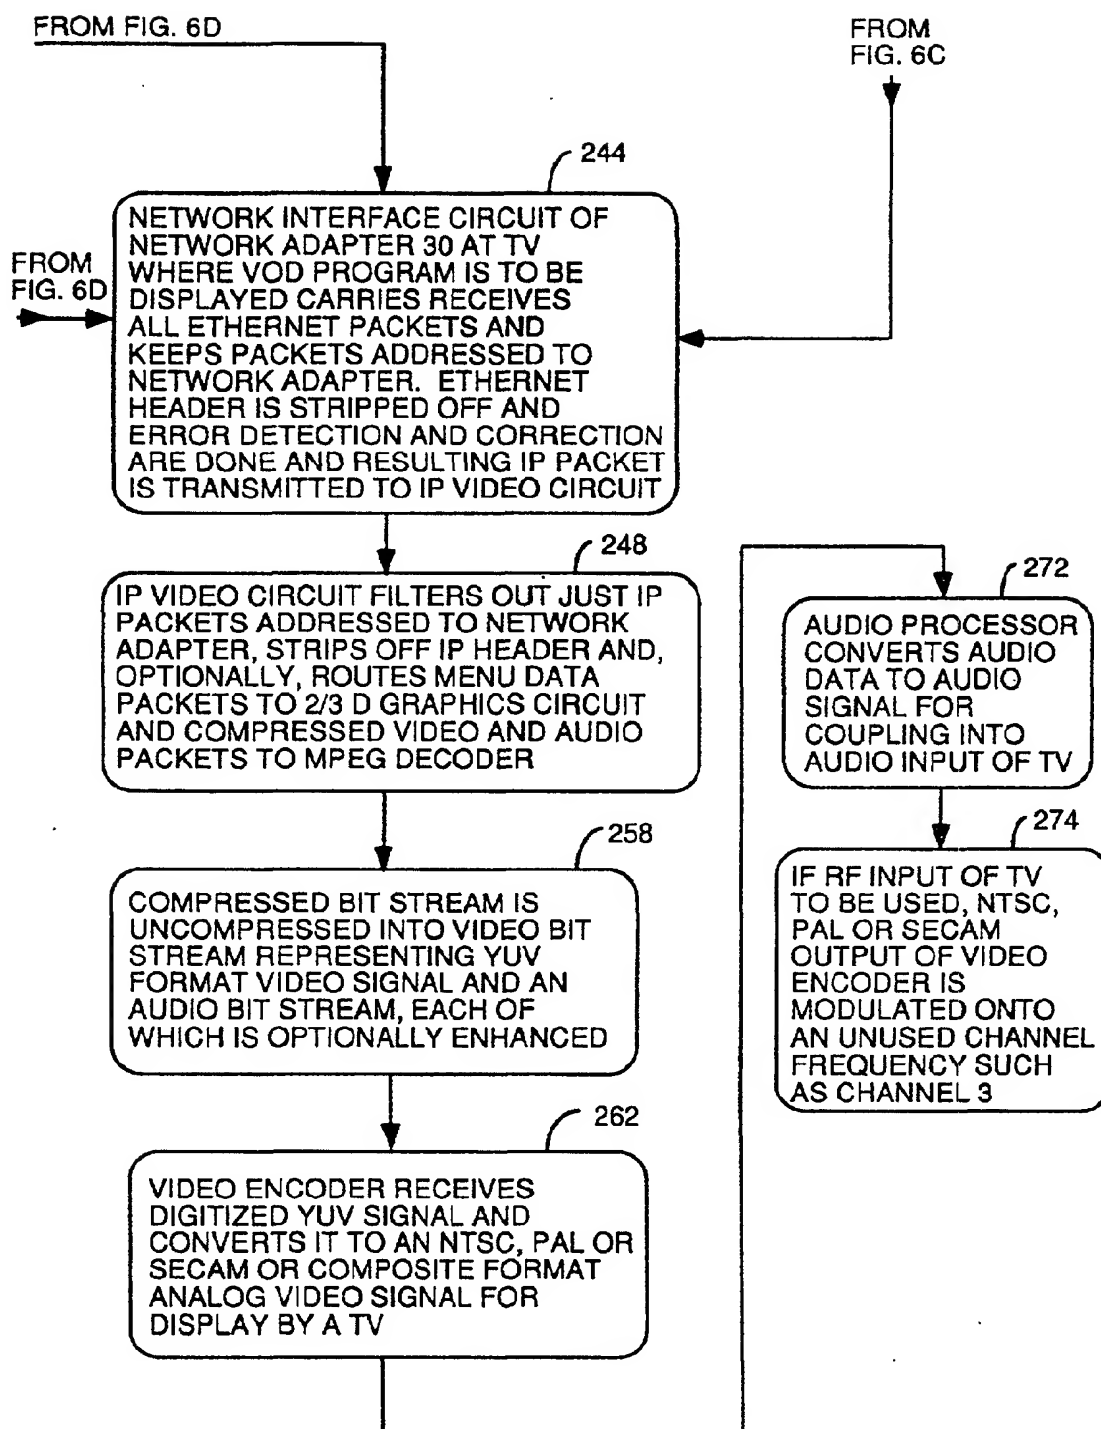 FROM FIG. 6D
FROM
FIG. 6C
244
NETWORK INTERFACE CIRCUIT OF
NETWORK ADAPTER 30 AT TV
WHERE VOD PROGRAM IS TO BE
DISPLAYED CARRIES RECEIVES
ALL ETHERNET PACKETS AND
KEEPS PACKETS ADDRESSED TO
NETWORK ADAPTER. ETHERNET
HEADER IS STRIPPED OFF AND
ERROR DETECTION AND CORRECTION
ARE DONE AND RESULTING IP PACKET
IS TRANSMITTED TO IP VIDEO CIRCUIT
FROM
FIG. 6D
248
IP VIDEO CIRCUIT FILTERS OUT JUST IP
PACKETS ADDRESSED TO NETWORK
ADAPTER, STRIPS OFF IP HEADER AND,
OPTIONALLY, ROUTES MENU DATA
PACKETS TO 2/3 D GRAPHICS CIRCUIT
AND COMPRESSED VIDEO AND AUDIO
PACKETS TO MPEG DECODER
258
COMPRESSED BIT STREAM IS
UNCOMPRESSED INTO VIDEO BIT
STREAM REPRESENTING YUV
FORMAT VIDEO SIGNAL AND AN
AUDIO BIT STREAM, EACH OF
WHICH IS OPTIONALLY ENHANCED
262
VIDEO ENCODER RECEIVES
DIGITIZED YUV SIGNAL AND
CONVERTS IT TO AN NTSC, PAL OR
SECAM OR COMPOSITE FORMAT
ANALOG VIDEO SIGNAL FOR
DISPLAY BY A TV
272
AUDIO PROCESSOR
CONVERTS AUDIO
DATA TO AUDIO
SIGNAL FOR
COUPLING INTO
AUDIO INPUT OF TV
274
IF RF INPUT OF TV
TO BE USED, NTSC,
PAL OR SECAM
OUTPUT OF VIDEO
ENCODER IS
MODULATED ONTO
AN UNUSED CHANNEL
FREQUENCY SUCH
AS CHANNEL 3